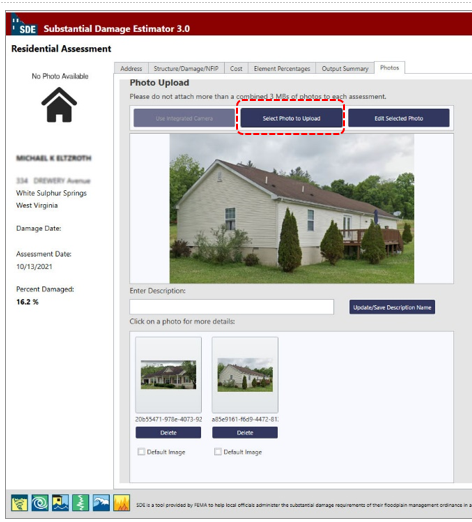 SDE Substantial Damage Estimator 3.0
Residential Assessment
No Photo Available
MICHAEL K ELTZROTH
334 DREWERY Avenue
White Sulphur Springs
West Virginia
Damage Date:
Assessment Date:
10/13/2021
Percent Damaged:
16.2 %
Address Structure/Damage/NFIP Cost Element Percentages Output Summary Photos
Photo Upload
Please do not attach more than a combined 3 MBs of photos to each assessment.
Use Integrated Camera Select Photo to Upload Edit Selected Photo
Enter Description:
Update/Save Description Name
Click on a photo for more details:
20b55471-978e-4073-92 a85e9161-f6d9-4472-81
Delete Delete
Default Image Default Image
SDE is a tool provided by FEMA to help local officials administer the substantial damage requirements of their floodplain management ordinance in a